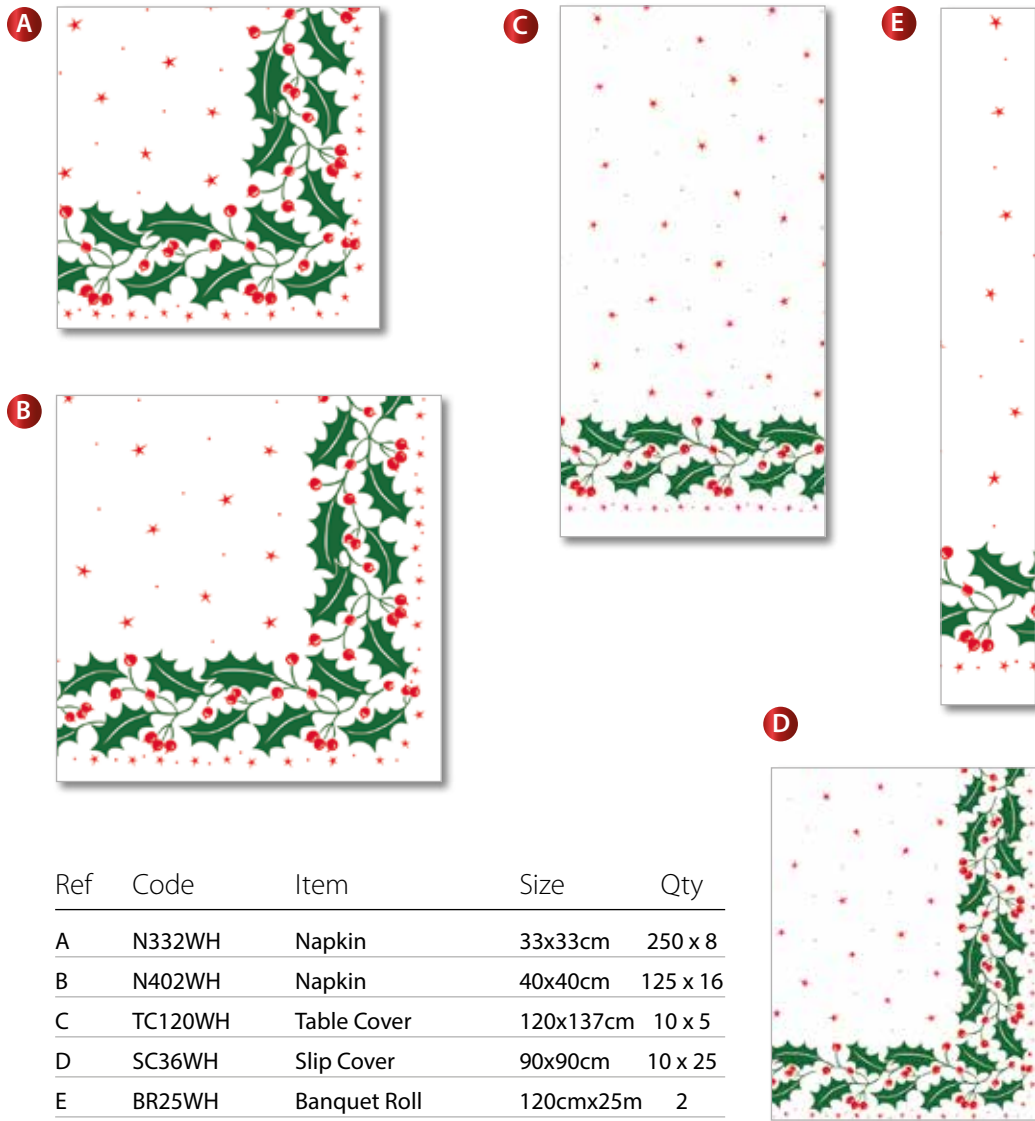 A
C
E
B
D
Ref Code Item Size Qty
A N332WH Napkin 33x33cm 250 x 8
B N402WH Napkin 40x40cm 125 x 16
C TC120WH Table Cover 120x137cm 10 x 5
D SC36WH Slip Cover 90x90cm 10 x 25
E BR25WH Banquet Roll 120cmx25m 2